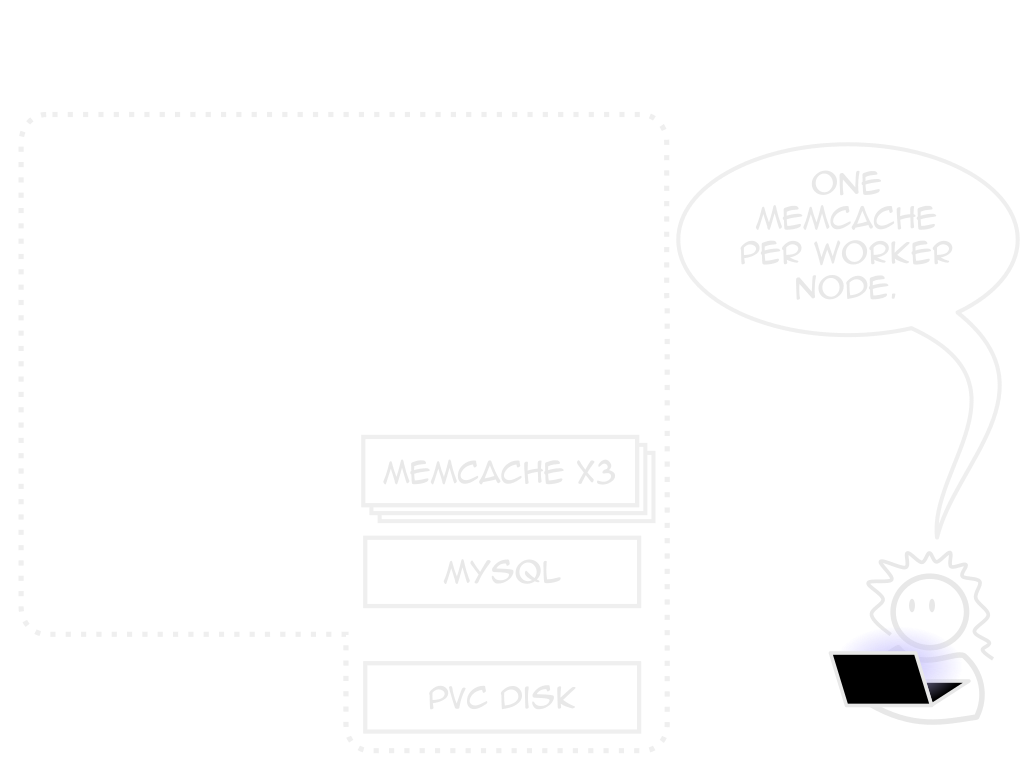 ONE
MEMCACHE
PER WORKER
NODE.
MEMCACHE X3
MYSQL
PVC DISK